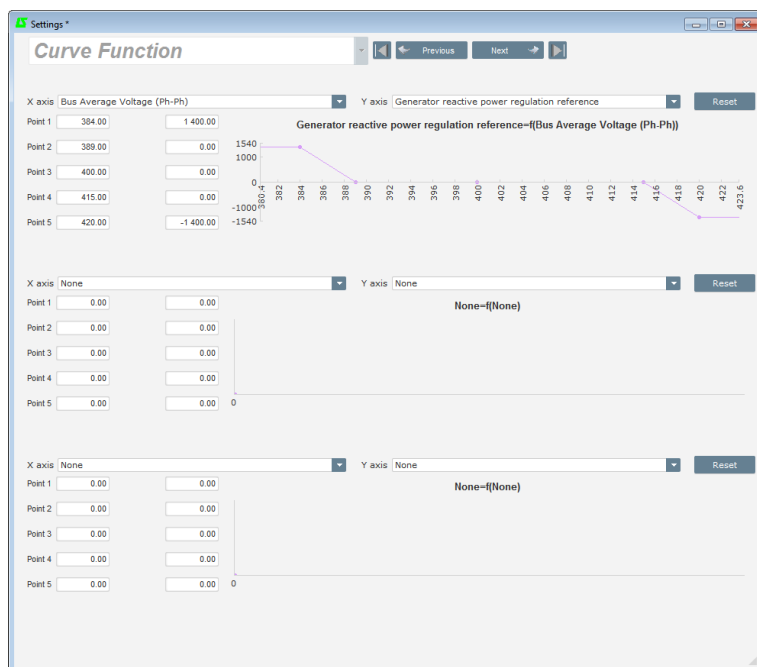 Settings *
Curve Function
Previous
Next
X axis Bus Average Voltage (Ph-Ph) Y axis Generator reactive power regulation reference Reset
Generator reactive power regulation reference=f(Bus Average Voltage (Ph-Ph))
Point 1 384.00 1 400.00
Point 2 389.00 0.00
Point 3 400.00 0.00
Point 4 415.00 0.00
Point 5 420.00 -1 400.00
1540
1000
0
-1000
-1540
380.4 382 384 386 388 390 392 394 396 398 400 402 404 406 408 410 412 414 416 418 420 422 423.6
X axis None Y axis None Reset
None=f(None)
Point 1 0.00 0.00
Point 2 0.00 0.00
Point 3 0.00 0.00
Point 4 0.00 0.00
Point 5 0.00 0.00
0
X axis None Y axis None Reset
None=f(None)
Point 1 0.00 0.00
Point 2 0.00 0.00
Point 3 0.00 0.00
Point 4 0.00 0.00
Point 5 0.00 0.00
0